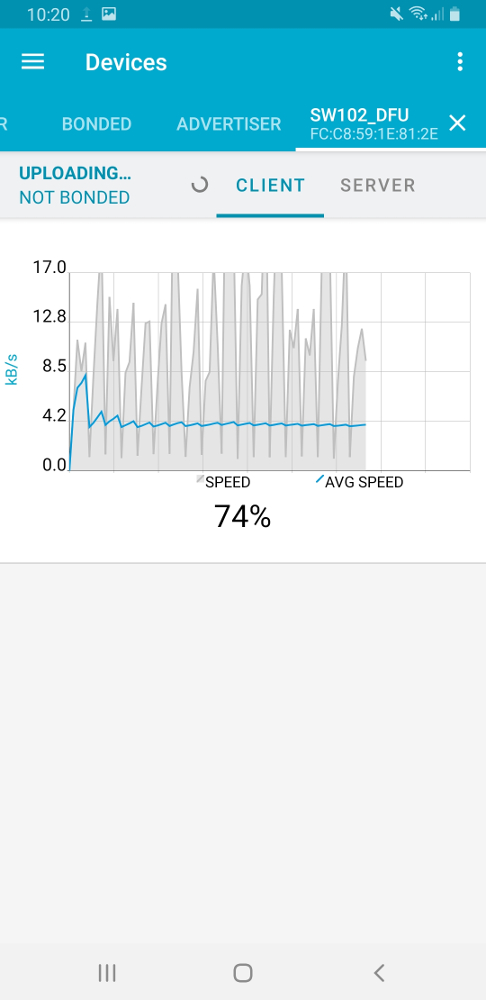 10:20
Devices
R
BONDED
ADVERTISER
SW102_DFU
FC:C8:59:1E:81:2E
UPLOADING...
NOT BONDED
CLIENT
SERVER
17.0
12.8
8.5
4.2
0.0
kB/s
SPEED
AVG SPEED
74%